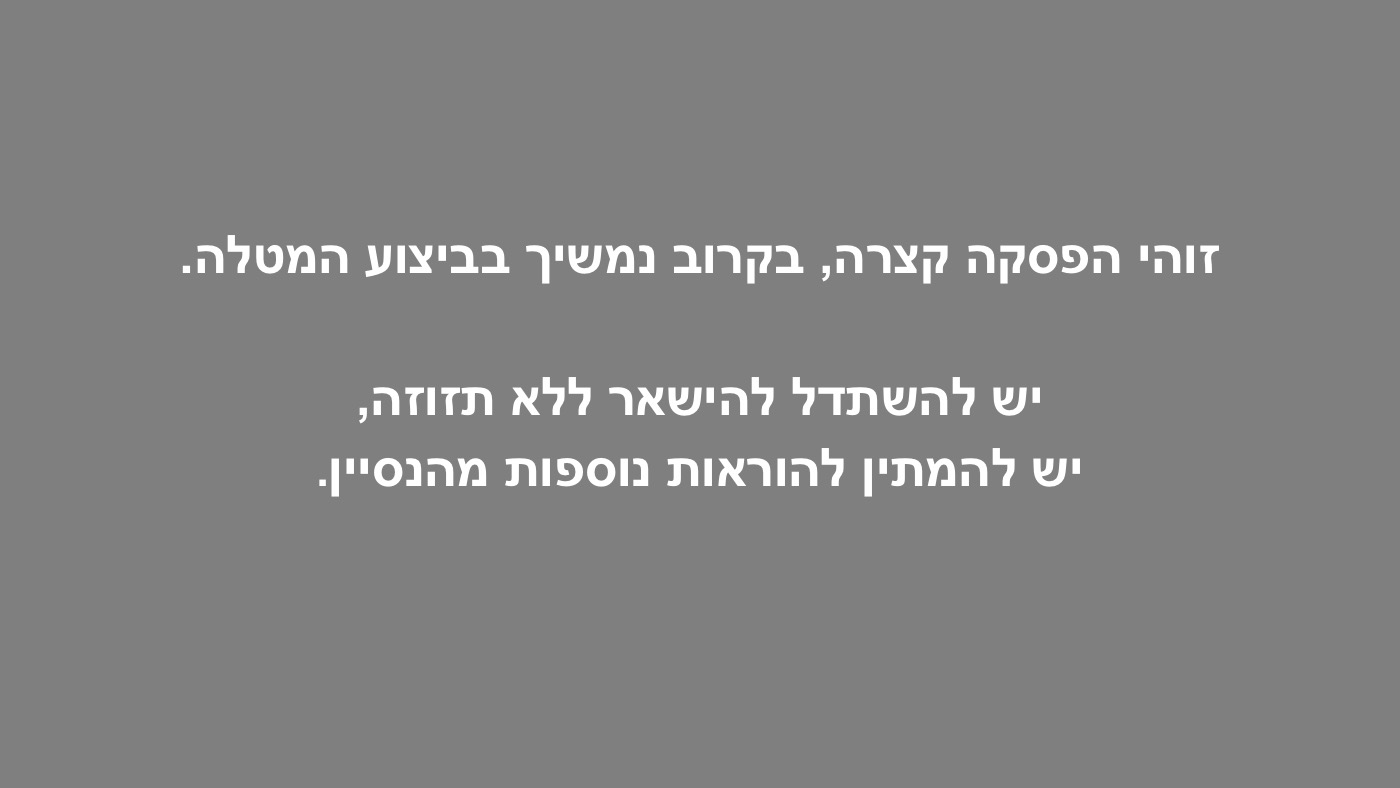 זוהי הפסקה קצרה, בקרוב נמשיך בביצוע המטלה.
יש להשתדל להישאר ללא תזוזה,
יש להמתין להוראות נוספות מהנסיין.